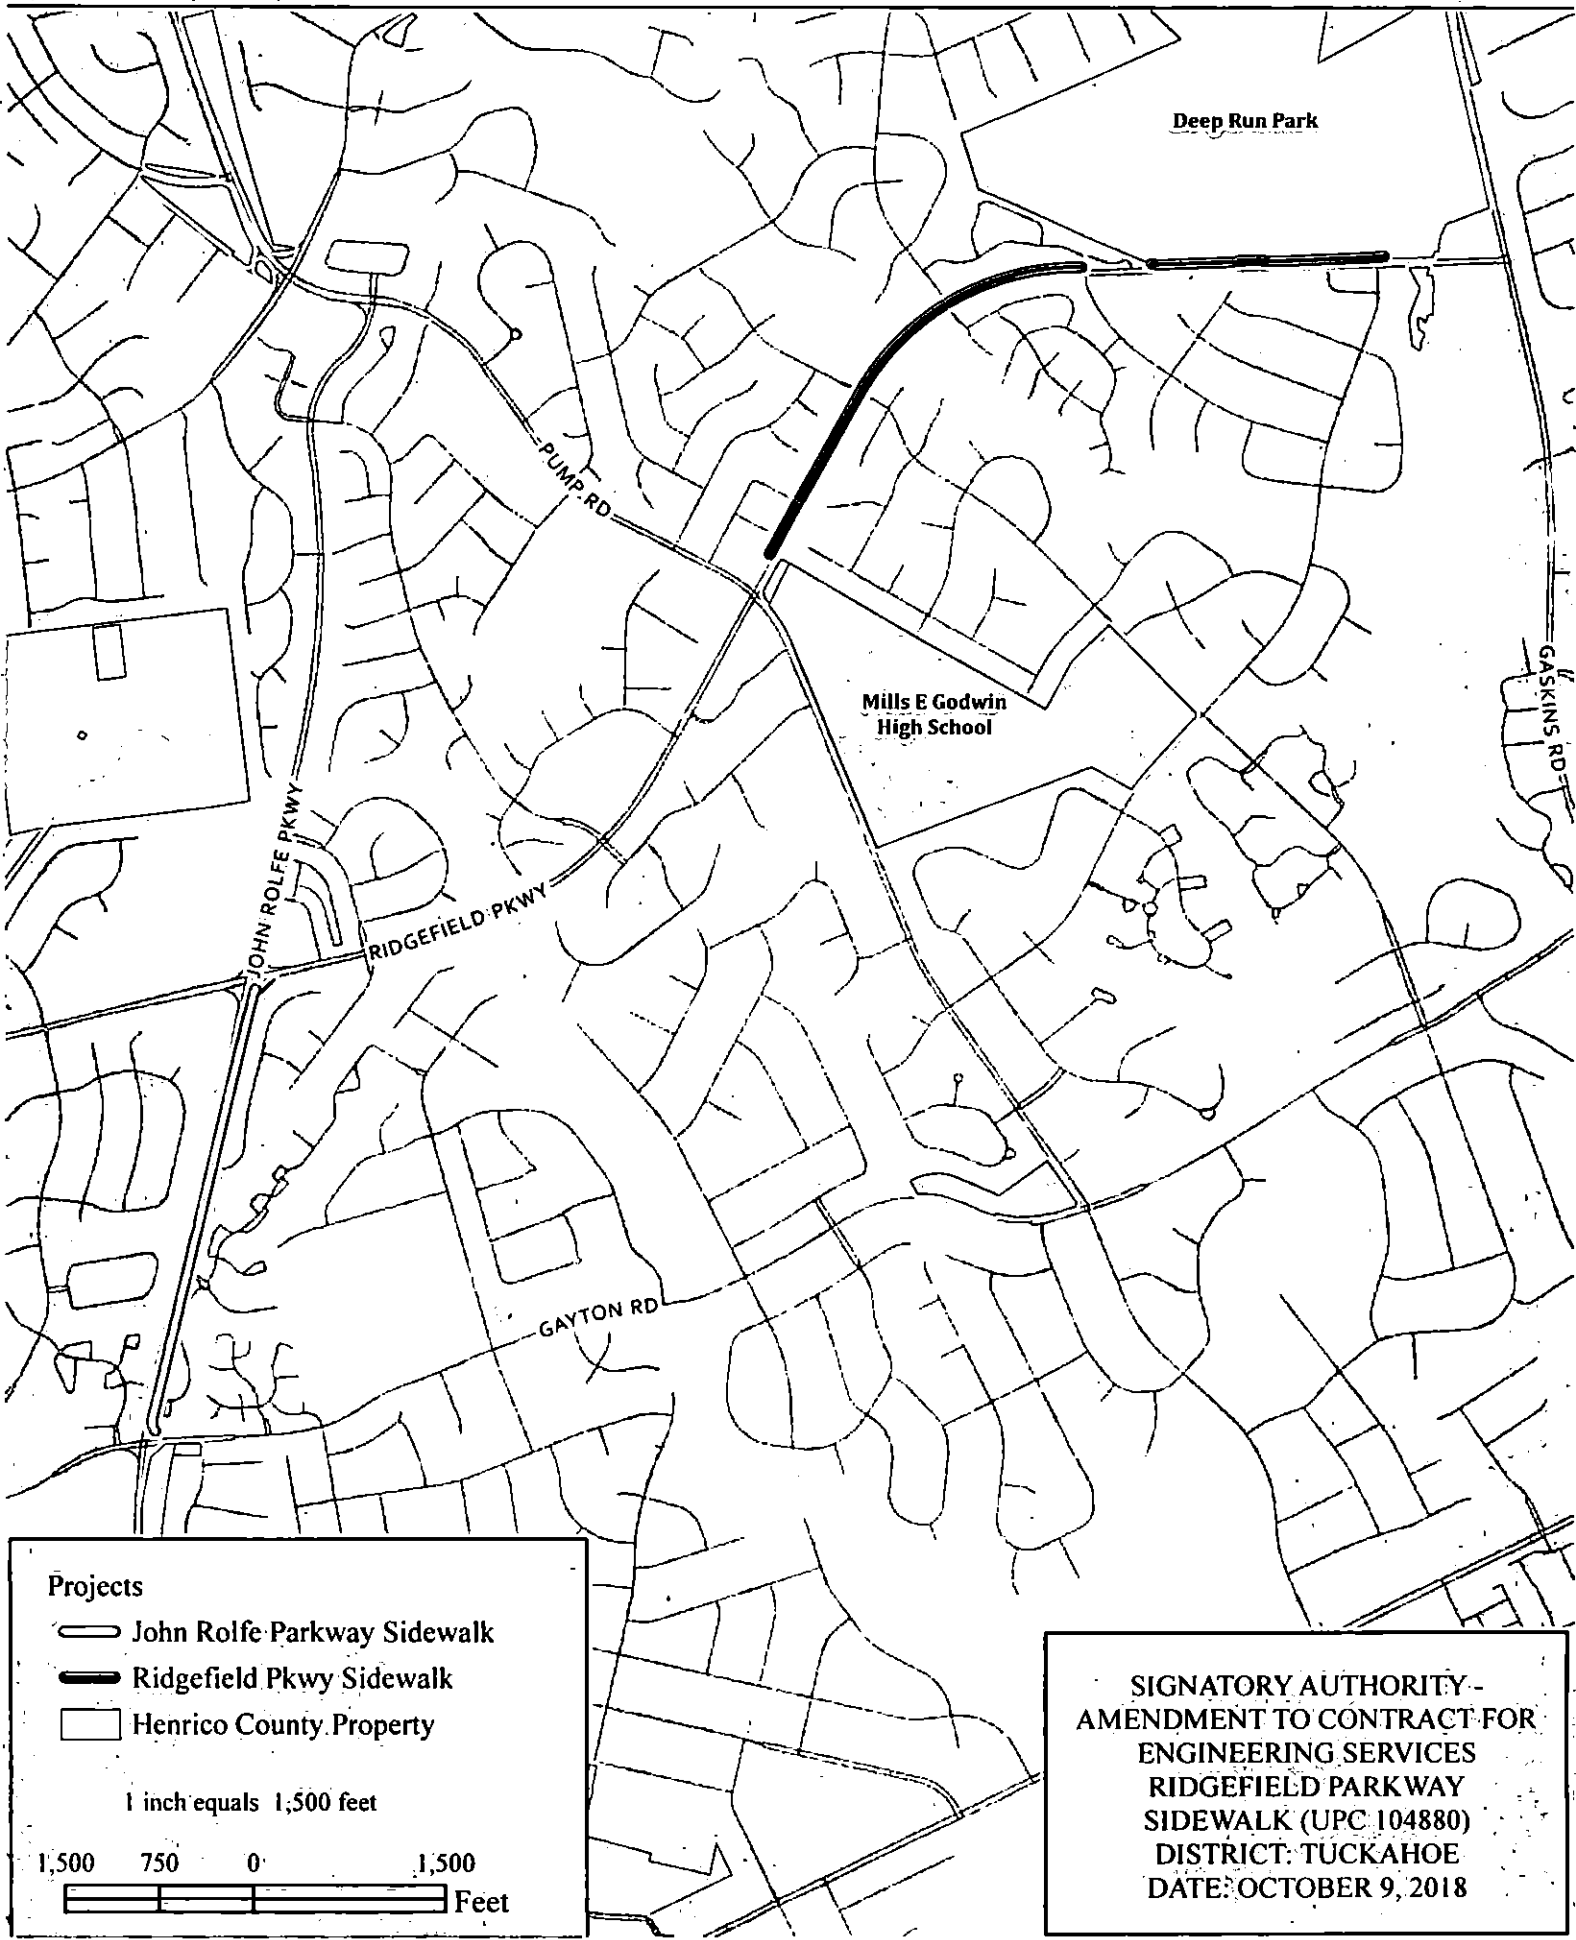 Deep Run Park
PUMP RD
Mills E Godwin
High School
GASKINS RD
JOHN ROLFE PKWY
RIDGEFIELD PKWY
GAYTON RD
Projects
John Rolfe Parkway Sidewalk
Ridgefield Pkwy Sidewalk
Henrico County Property
1 inch equals 1,500 feet
1,500 750 0 1,500
Feet
SIGNATORY AUTHORITY -
AMENDMENT TO CONTRACT FOR
ENGINEERING SERVICES
RIDGEFIELD PARKWAY
SIDEWALK (UPC 104880)
DISTRICT: TUCKAHOE
DATE: OCTOBER 9, 2018